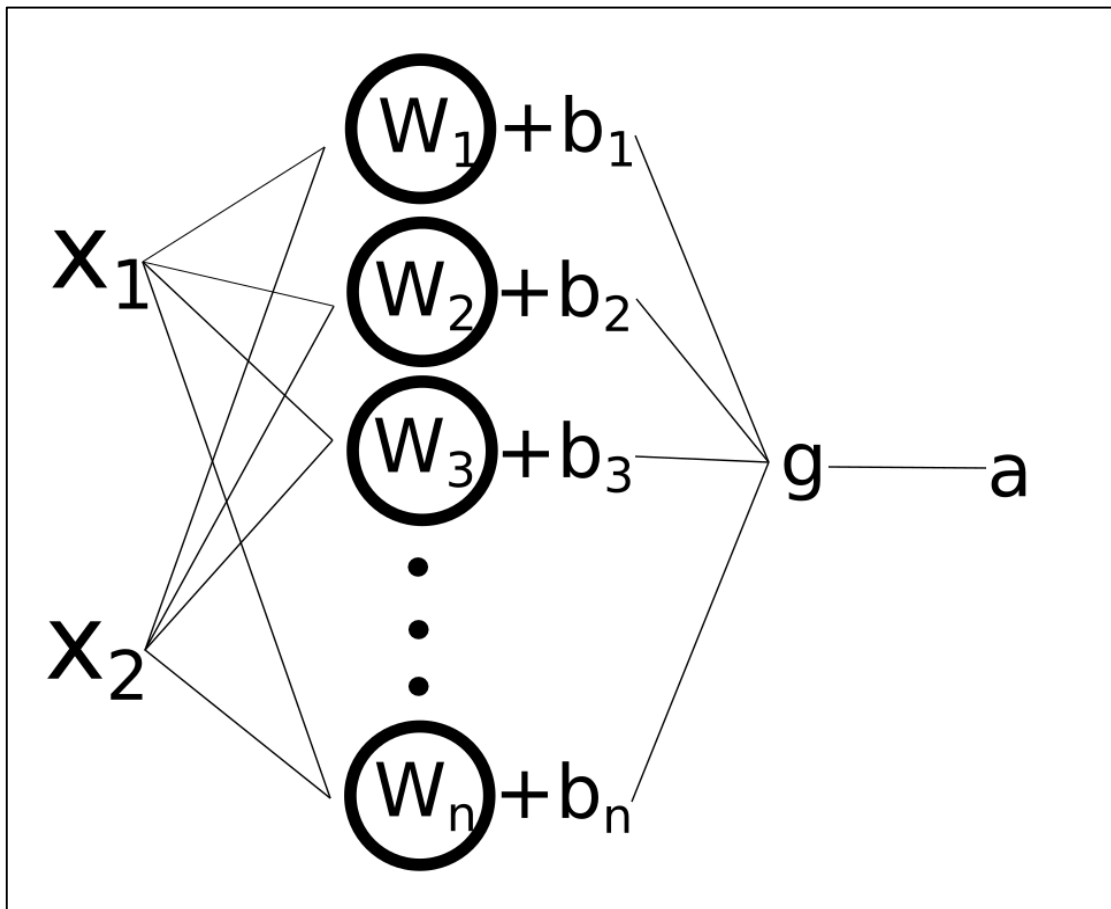 W₁ +b₁
x₁
W₂ +b₂
W₃ +b₃
g a
x₂
Wₙ +bₙ